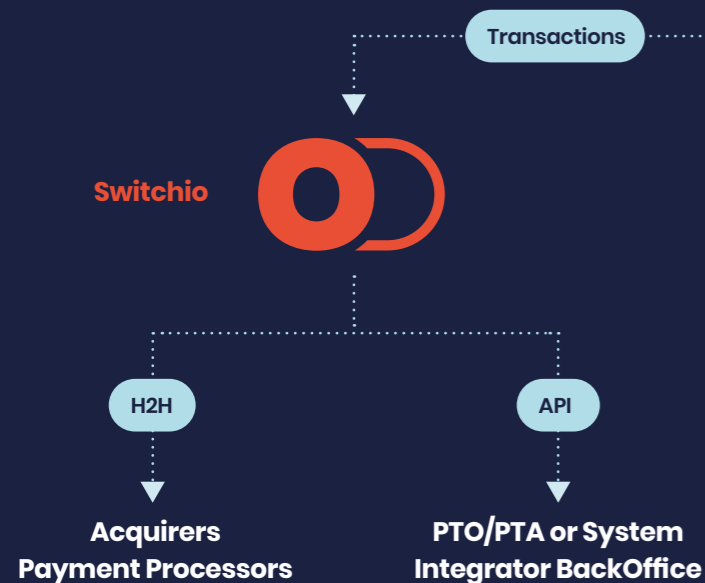 Transactions
Switchio
H2H
API
Acquirers
Payment Processors
PTO/PTA or System
Integrator BackOffice